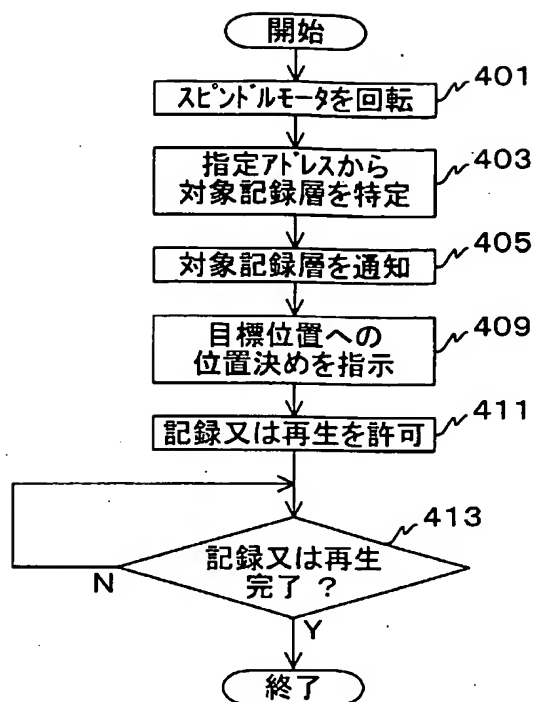 開始
スピンドルモータを回転
401
指定アドレスから
対象記録層を特定
403
対象記録層を通知
405
目標位置への
位置決めを指示
409
記録又は再生を許可
411
413
記録又は再生
完了 ?
N
Y
終了